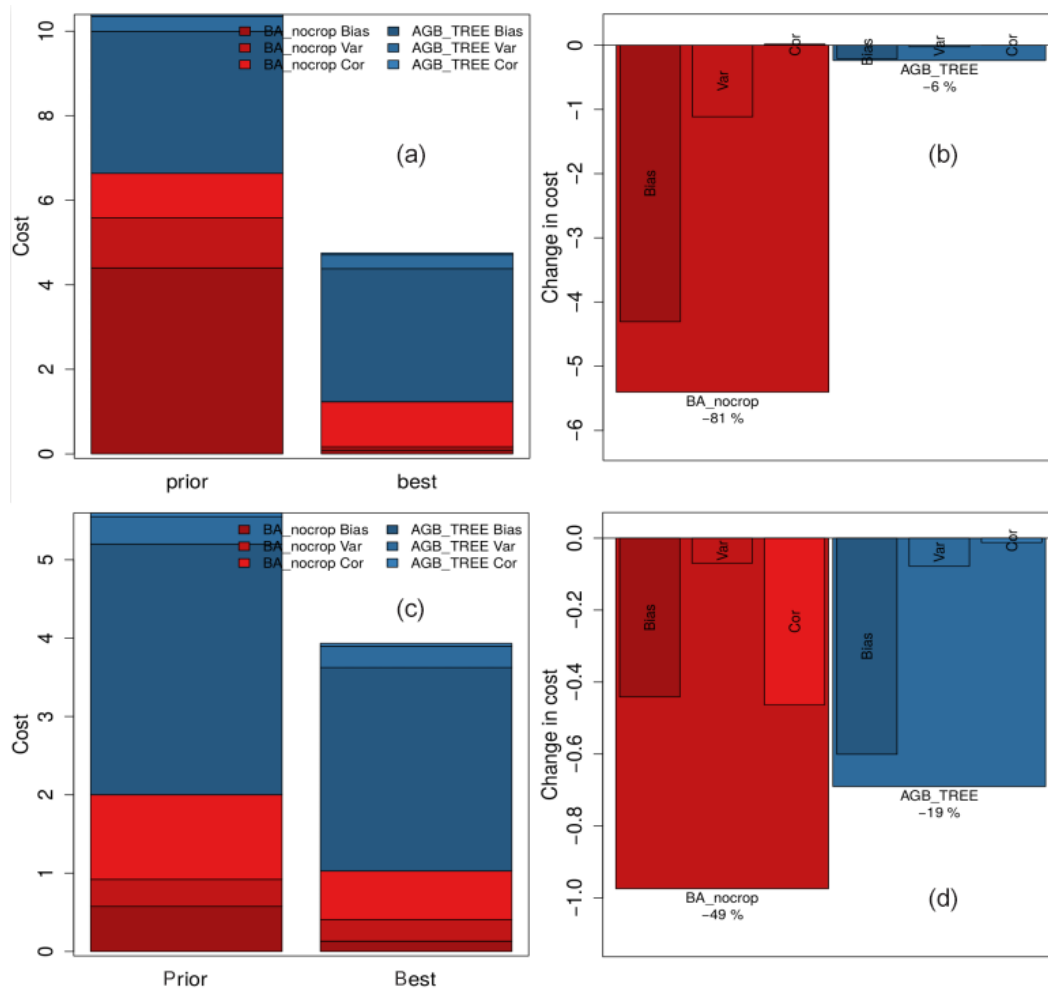 BA_nocrop Bias AGB_TREE Bias
BA_nocrop Var AGB_TREE Var
BA_nocrop Cor AGB_TREE Cor
(a)
Cost
0 2 4 6 8 10
prior best
Change in cost
0 −1 −2 −3 −4 −5 −6
Bias Var Cor Bias Var Cor
AGB_TREE
−6 %
(b)
BA_nocrop
−81 %
BA_nocrop Bias AGB_TREE Bias
BA_nocrop Var AGB_TREE Var
BA_nocrop Cor AGB_TREE Cor
(c)
Cost
0 1 2 3 4 5
Prior Best
Change in cost
0.0 −0.2 −0.4 −0.6 −0.8 −1.0
Bias Var Cor Bias Var Cor
AGB_TREE
−19 %
BA_nocrop
−49 %
(d)